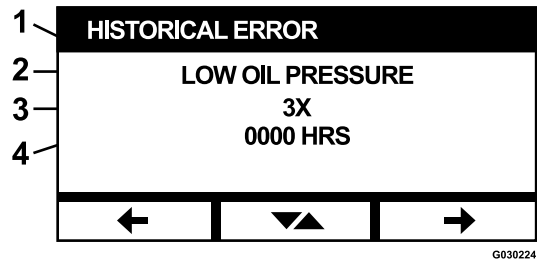 1
HISTORICAL ERROR
2
LOW OIL PRESSURE
3
3X
4
0000 HRS
G030224